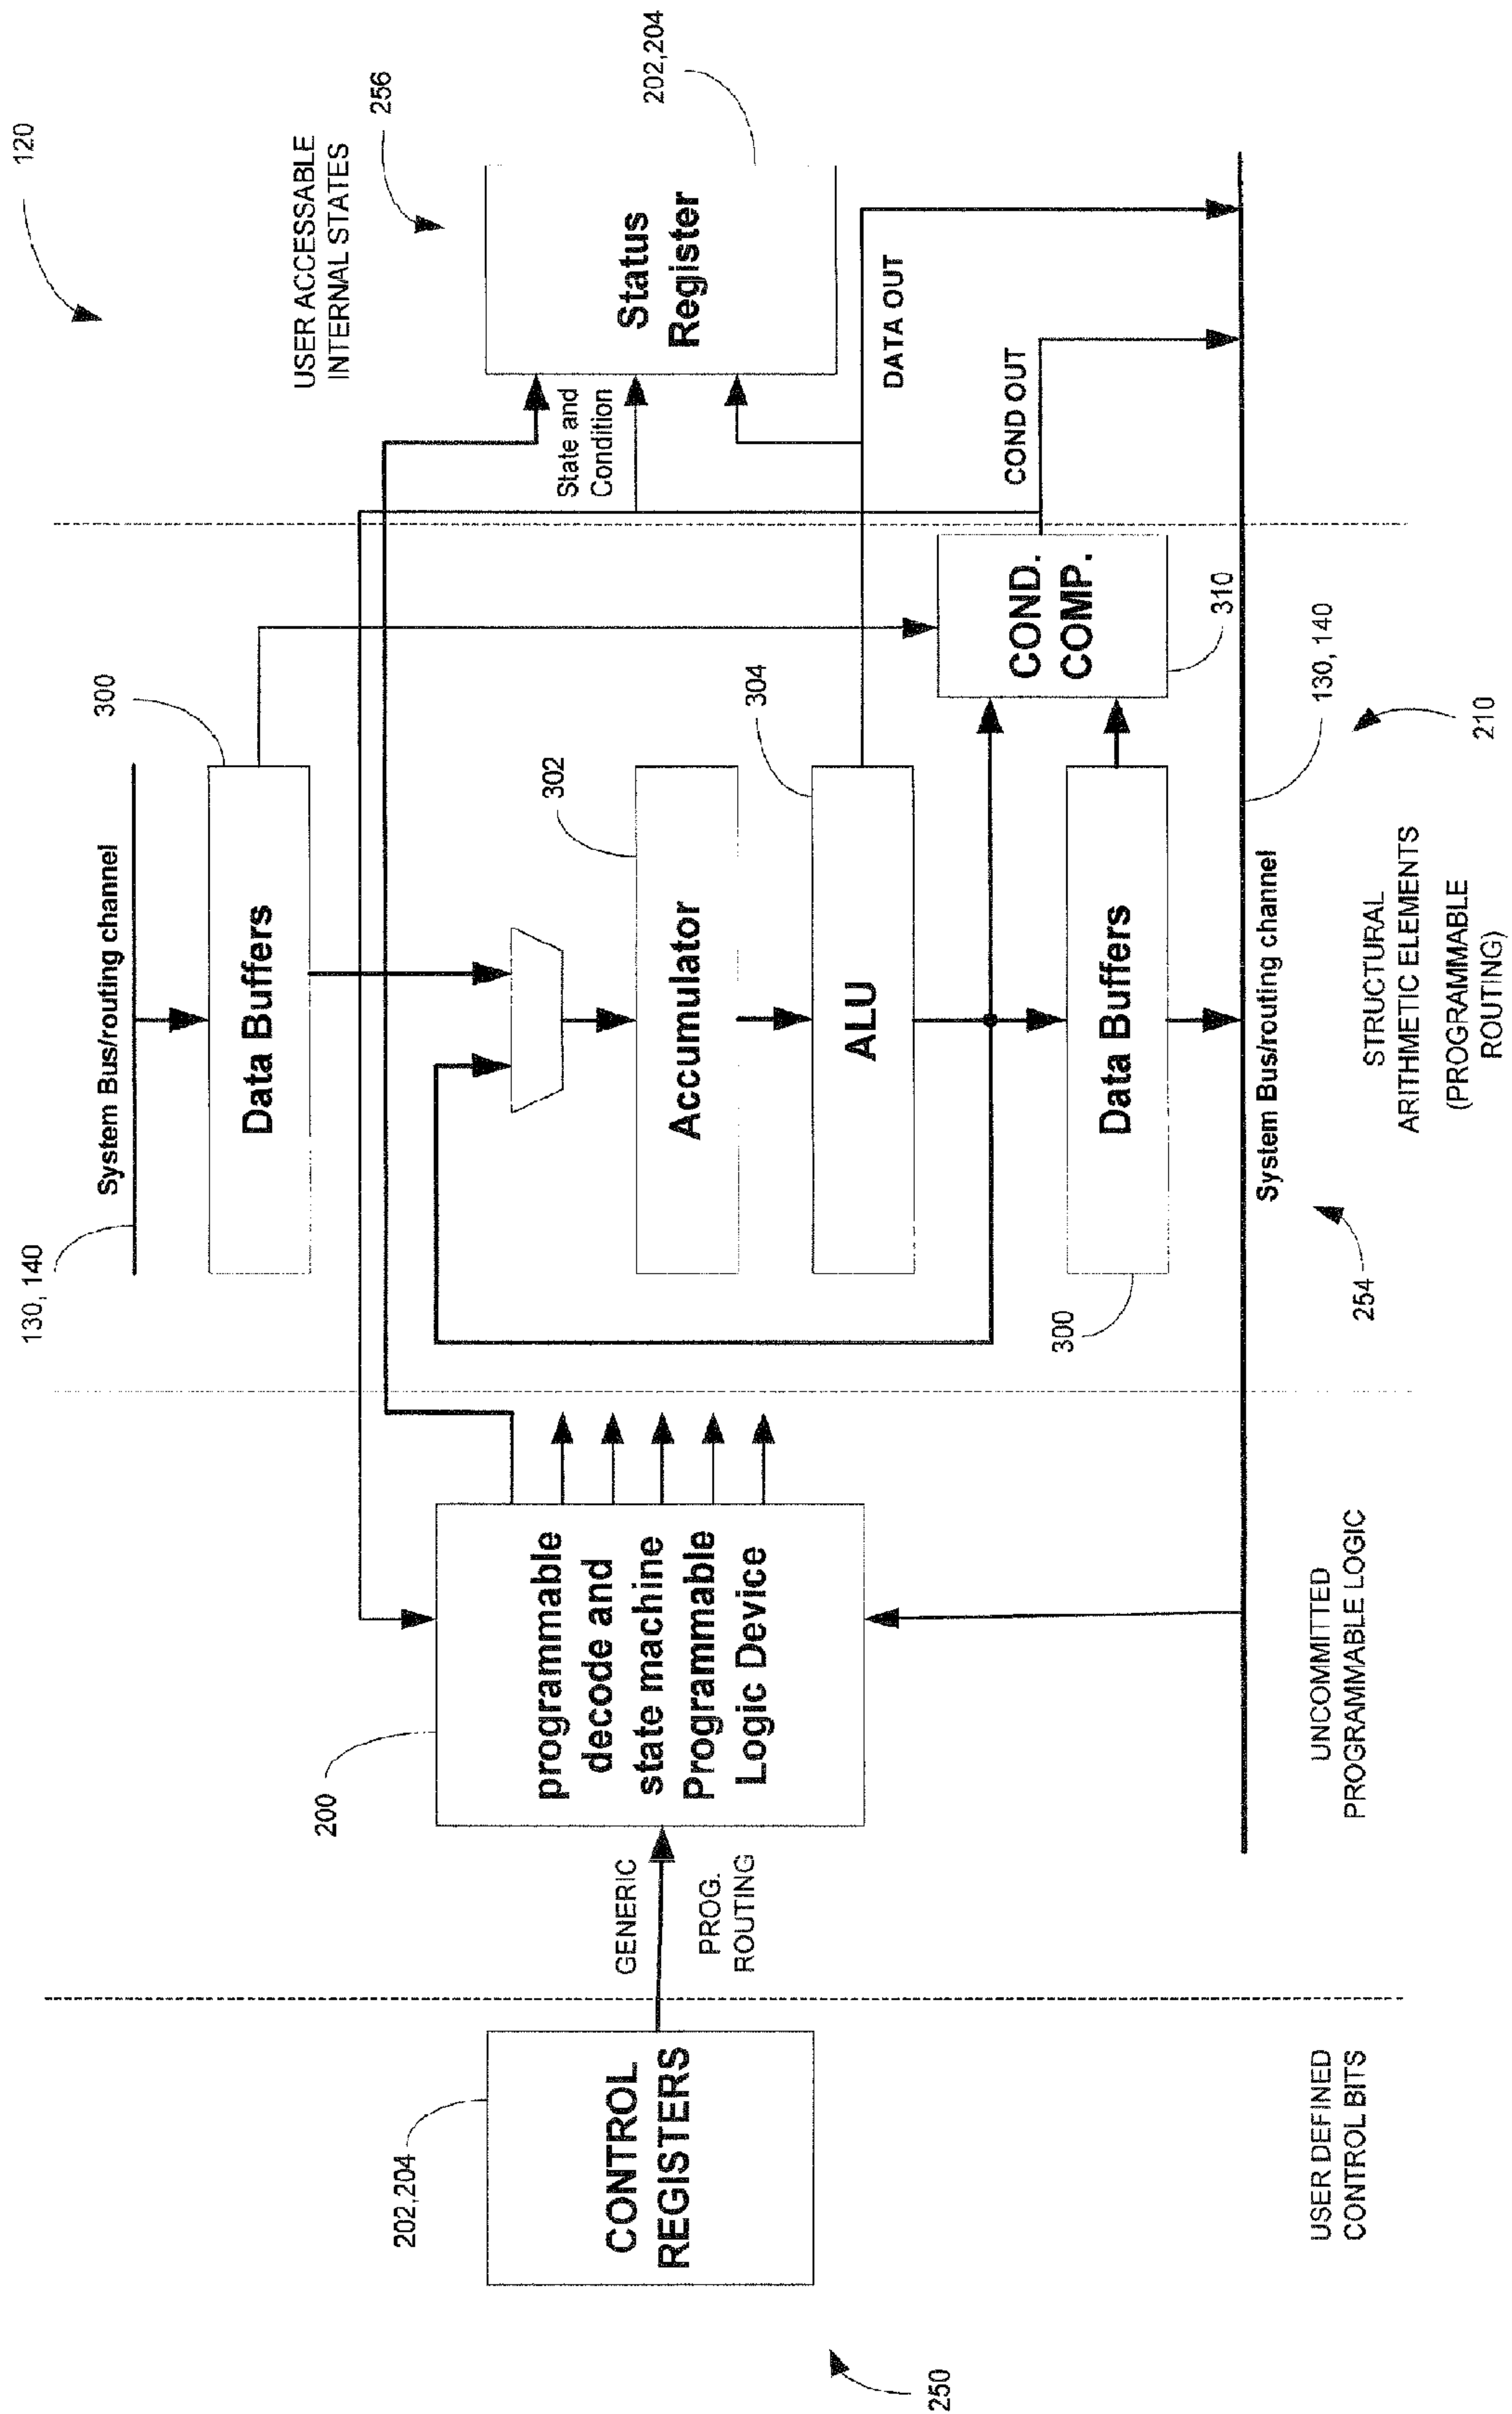 120
USER ACCESSABLE
INTERNAL STATES
256
202,204
Status
Register
State and
Condition
DATA OUT
COND OUT
130, 140
System Bus/routing channel
300
Data Buffers
302
Accumulator
304
ALU
COND.
COMP.
310
Data Buffers
300
System Bus/routing channel
130, 140
210
254
STRUCTURAL
ARITHMETIC ELEMENTS
(PROGRAMMABLE
ROUTING)
200
programmable
decode and
state machine
Programmable
Logic Device
GENERIC
PROG.
ROUTING
UNCOMMITTED
PROGRAMMABLE LOGIC
202,204
CONTROL
REGISTERS
250
USER DEFINED
CONTROL BITS